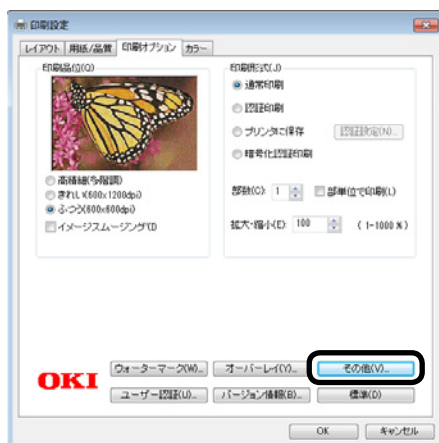 印刷設定
レイアウト 用紙/品質 印刷オプション カラー
印刷品位(Q)
高精細(多階調)
きれい(600x1200dpi)
ふつう(600x600dpi)
イメージスムージング(I)
印刷形式(J)
通常印刷
認証印刷
プリンタに保存 認証設定(N)...
暗号化認証印刷
部数(C): 1 部単位で印刷(L)
拡大・縮小(E): 100 ( 1-1000 %)
OKI
ウォーターマーク(W)... オーバーレイ(Y)... その他(V)...
ユーザー認証(U)... バージョン情報(B)... 標準(D)
OK キャンセル